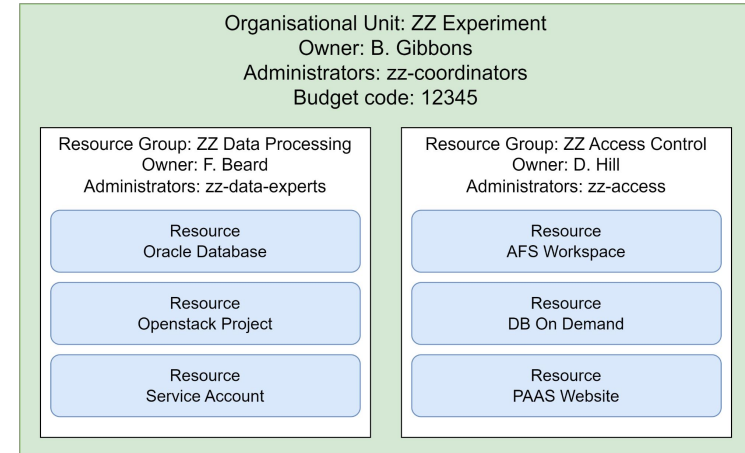 Organisational Unit: ZZ Experiment
Owner: B. Gibbons
Administrators: zz-coordinators
Budget code: 12345
Resource Group: ZZ Data Processing
Owner: F. Beard
Administrators: zz-data-experts
Resource
Oracle Database
Resource
Openstack Project
Resource
Service Account
Resource Group: ZZ Access Control
Owner: D. Hill
Administrators: zz-access
Resource
AFS Workspace
Resource
DB On Demand
Resource
PAAS Website